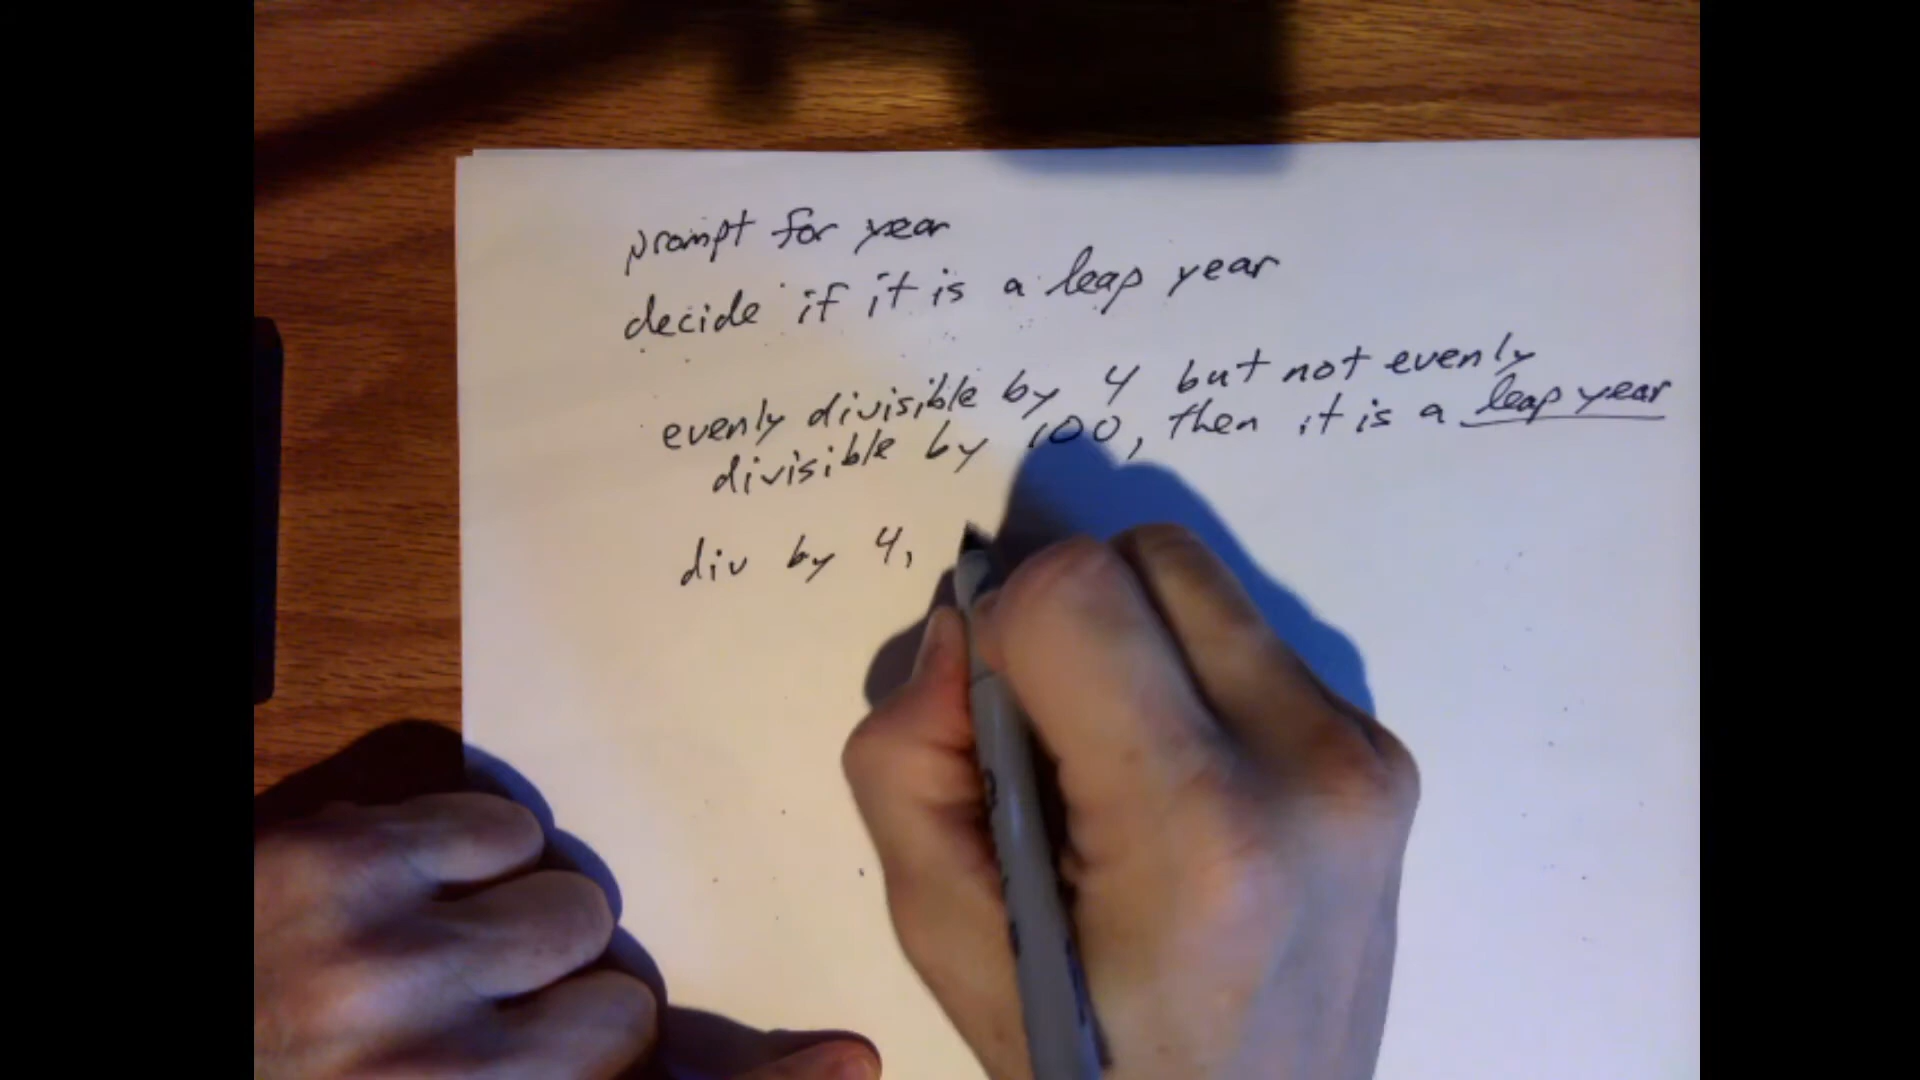 prompt for year
decide if it is a leap year
evenly divisible by 4 but not evenly
divisible by 100, then it is a leap year
div by 4,